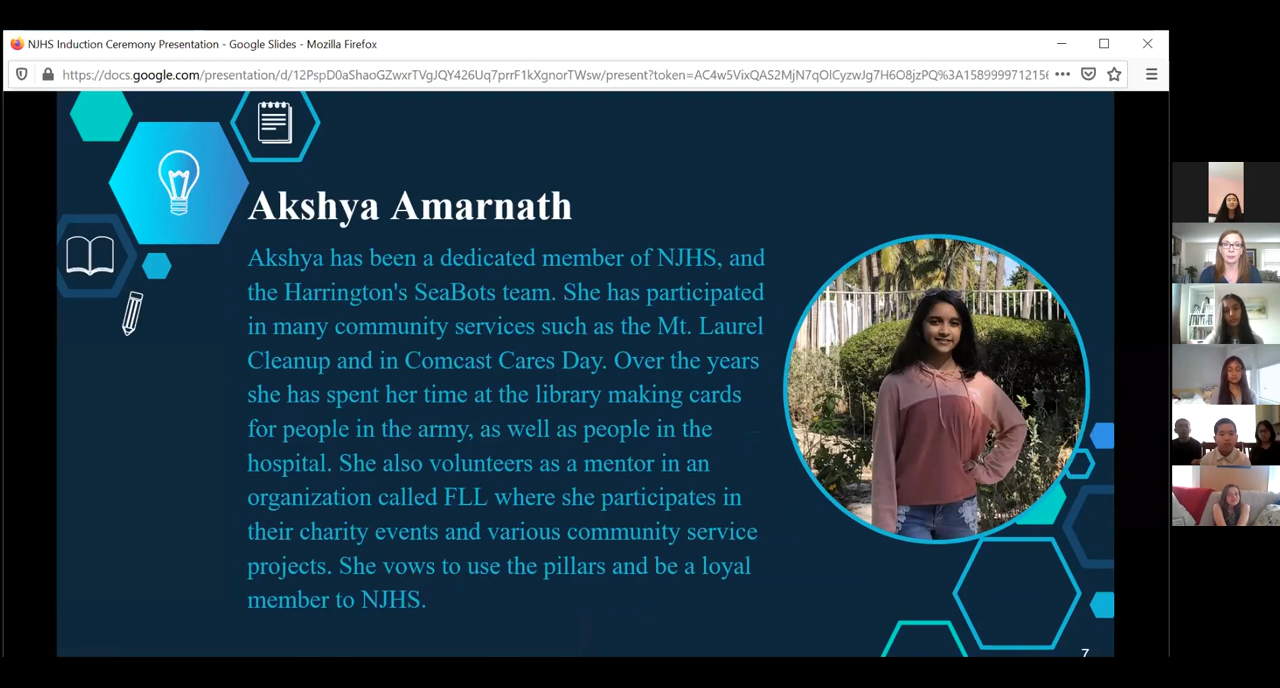 NJHS Induction Ceremony Presentation - Google Slides - Mozilla Firefox
https://docs.google.com/presentation/d/12PspD0aShaoGZwxrTVgJJQY426Uq7prrF1kXgnorTWsw/present?token=AC4w5VixQAS2MjN7qOlCyzwJg7H6O8jzPQ%3A1589999712156
Akshya Amarnath
Akshya has been a dedicated member of NJHS, and
the Harrington's SeaBots team. She has participated
in many community services such as the Mt. Laurel
Cleanup and in Comcast Cares Day. Over the years
she has spent her time at the library making cards
for people in the army, as well as people in the
hospital. She also volunteers as a mentor in an
organization called FLL where she participates in
their charity events and various community service
projects. She vows to use the pillars and be a loyal
member to NJHS.
7